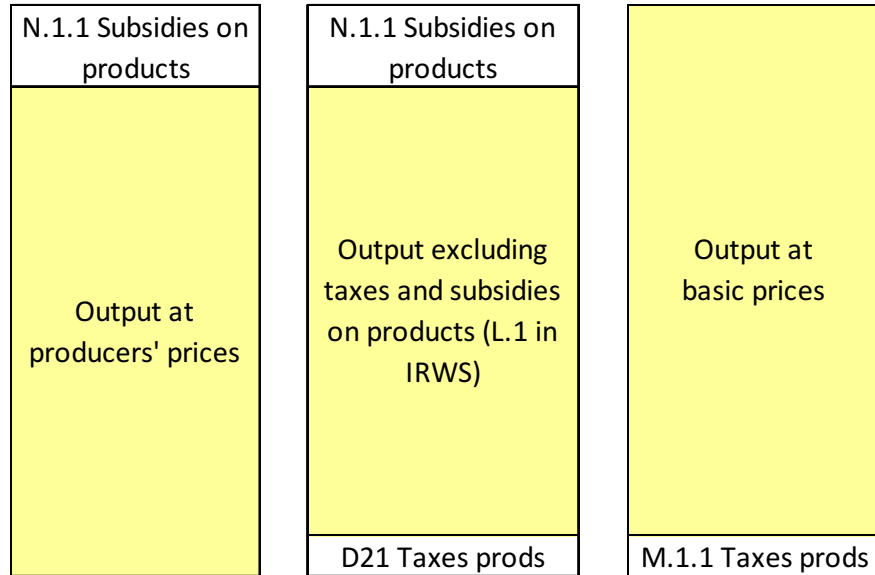 N.1.1 Subsidies on
products
Output at
producers' prices
N.1.1 Subsidies on
products
Output excluding
taxes and subsidies
on products (L.1 in
IRWS)
D21 Taxes prods
Output at
basic prices
M.1.1 Taxes prods